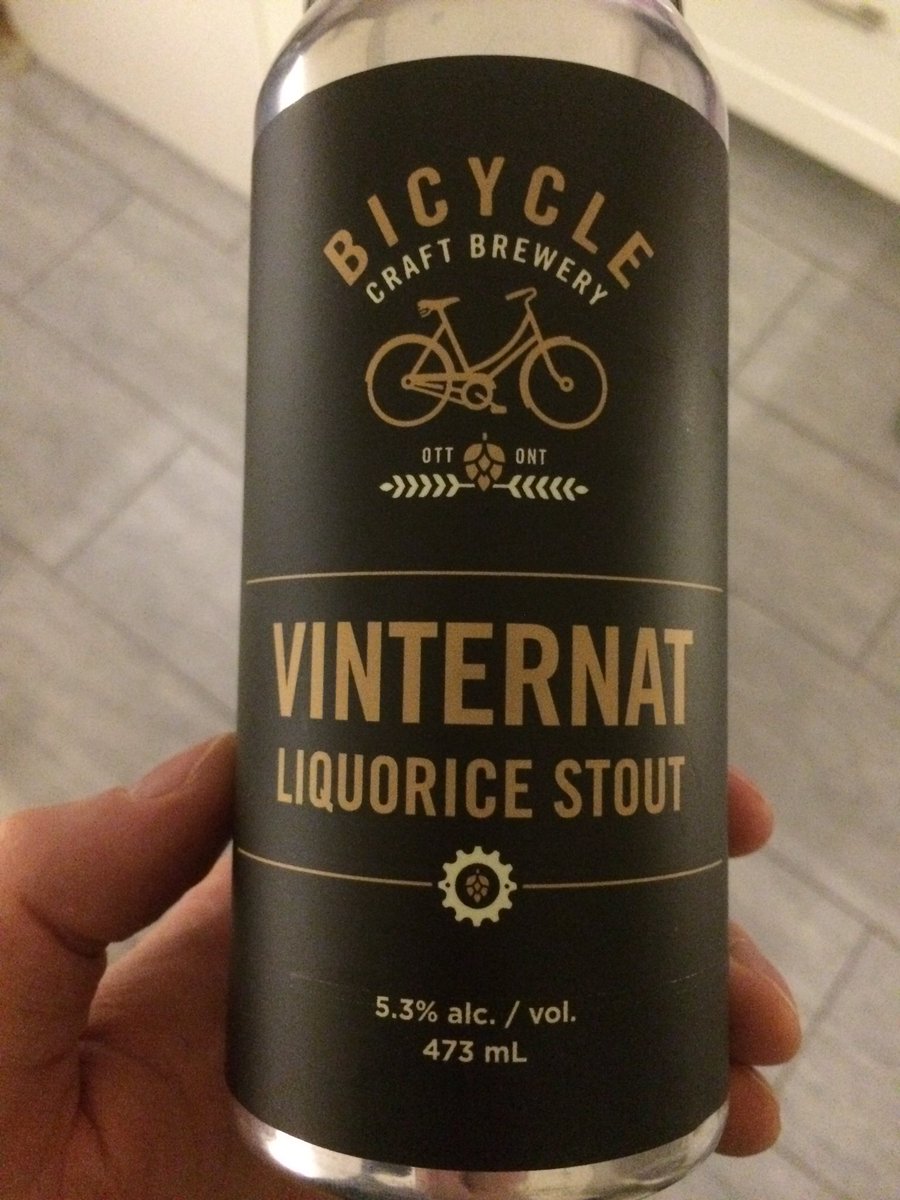 BICYCLE
CRAFT BREWERY
OTT ONT
VINTERNAT
LIQUORICE STOUT
5.3% alc. / vol.
473 mL